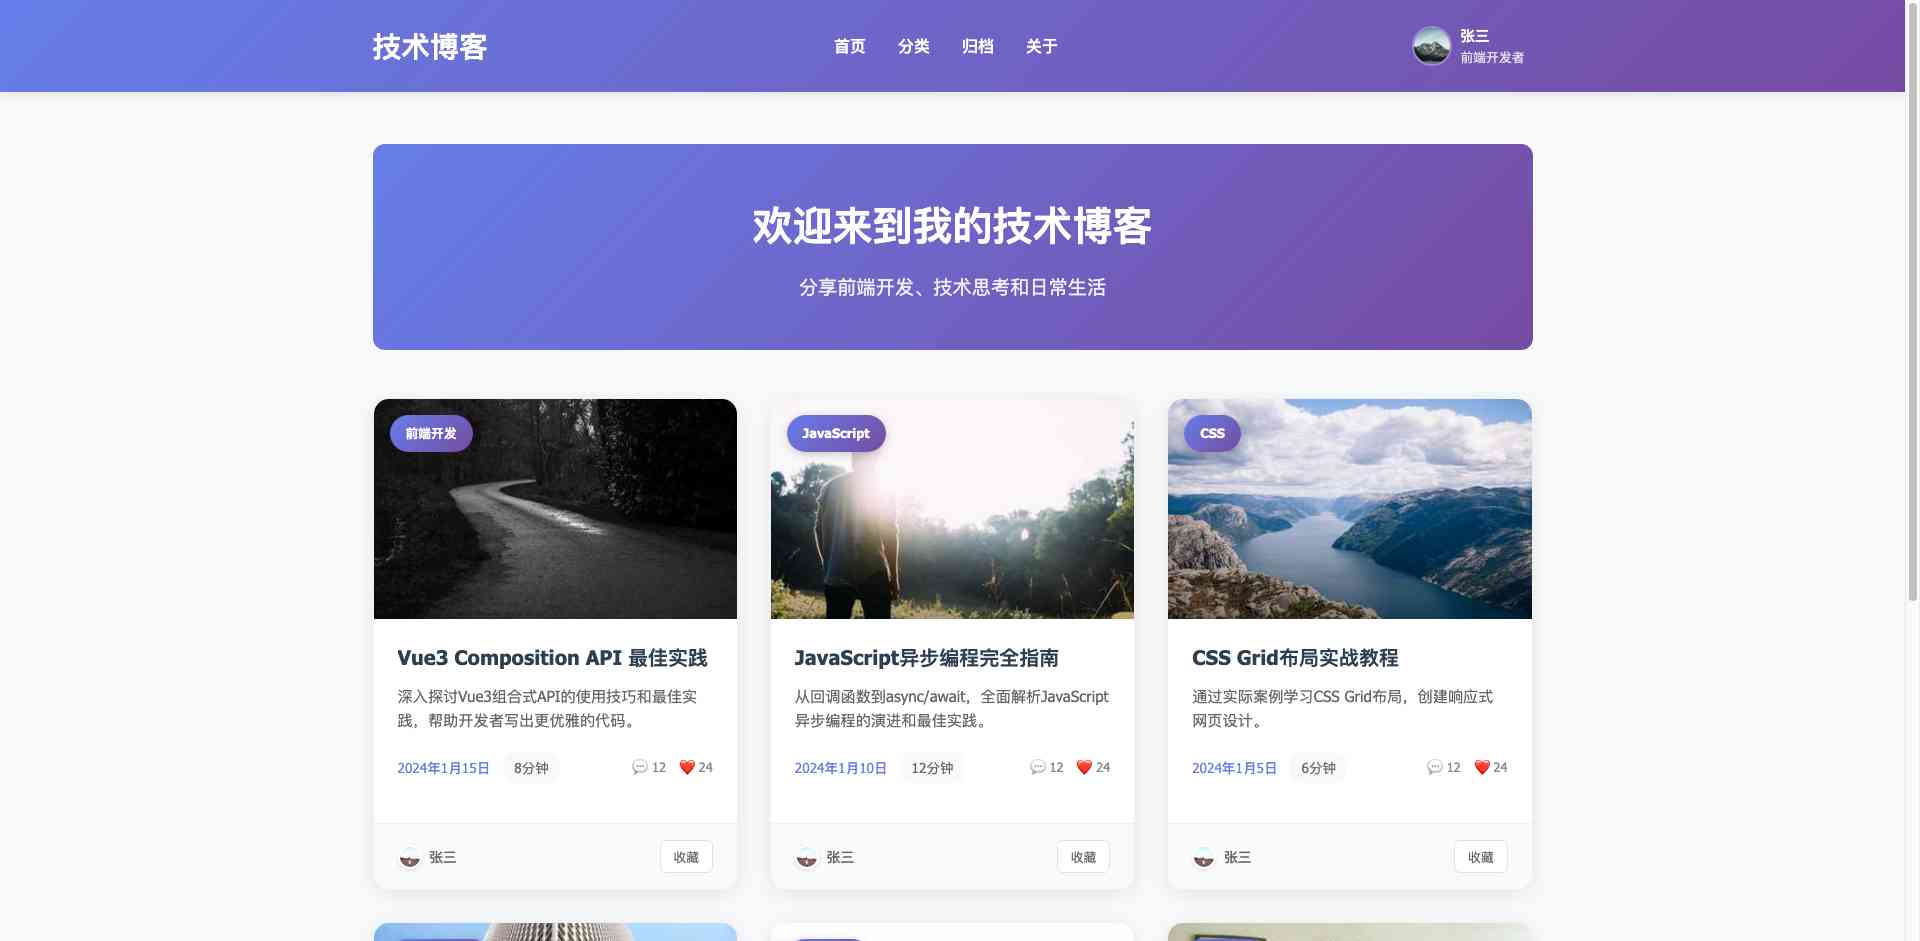 技术博客
首页 分类 归档 关于
张三
前端开发者
欢迎来到我的技术博客
分享前端开发、技术思考和日常生活
前端开发
Vue3 Composition API 最佳实践
深入探讨Vue3组合式API的使用技巧和最佳实
践，帮助开发者写出更优雅的代码。
2024年1月15日 8分钟 12 24
张三 收藏
JavaScript
JavaScript异步编程完全指南
从回调函数到async/await，全面解析JavaScript
异步编程的演进和最佳实践。
2024年1月10日 12分钟 12 24
张三 收藏
CSS
CSS Grid布局实战教程
通过实际案例学习CSS Grid布局，创建响应式
网页设计。
2024年1月5日 6分钟 12 24
张三 收藏